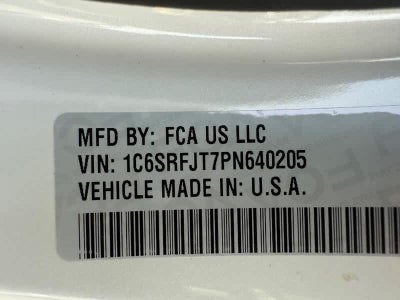 MFD BY: FCA US LLC
VIN: 1C6SRFJT7PN640205
VEHICLE MADE IN: U.S.A.